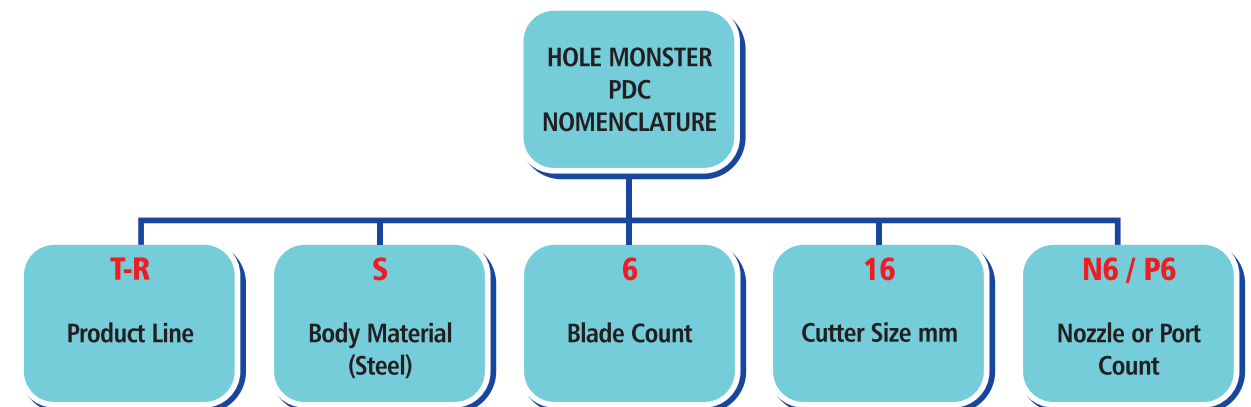 HOLE MONSTER
PDC
NOMENCLATURE
T-R
Product Line
S
Body Material
(Steel)
6
Blade Count
16
Cutter Size mm
N6 / P6
Nozzle or Port
Count